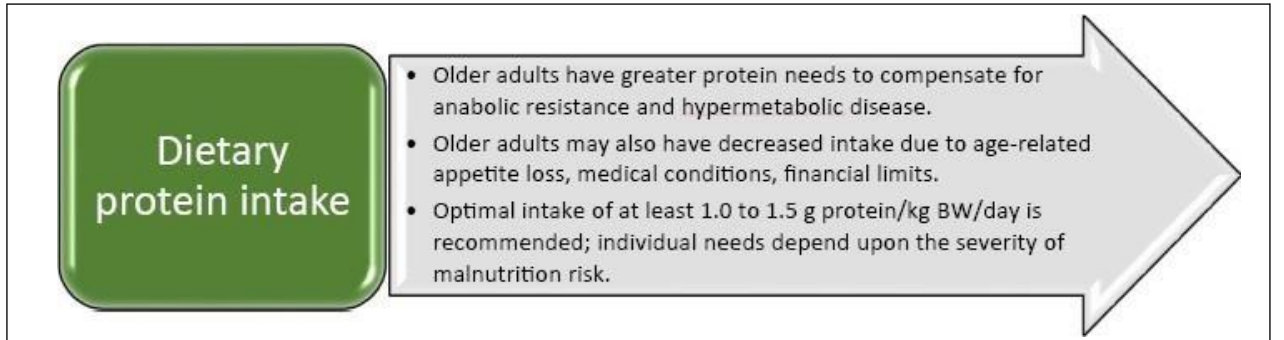 Dietary
protein intake
• Older adults have greater protein needs to compensate for
anabolic resistance and hypermetabolic disease.
• Older adults may also have decreased intake due to age-related
appetite loss, medical conditions, financial limits.
• Optimal intake of at least 1.0 to 1.5 g protein/kg BW/day is
recommended; individual needs depend upon the severity of
malnutrition risk.